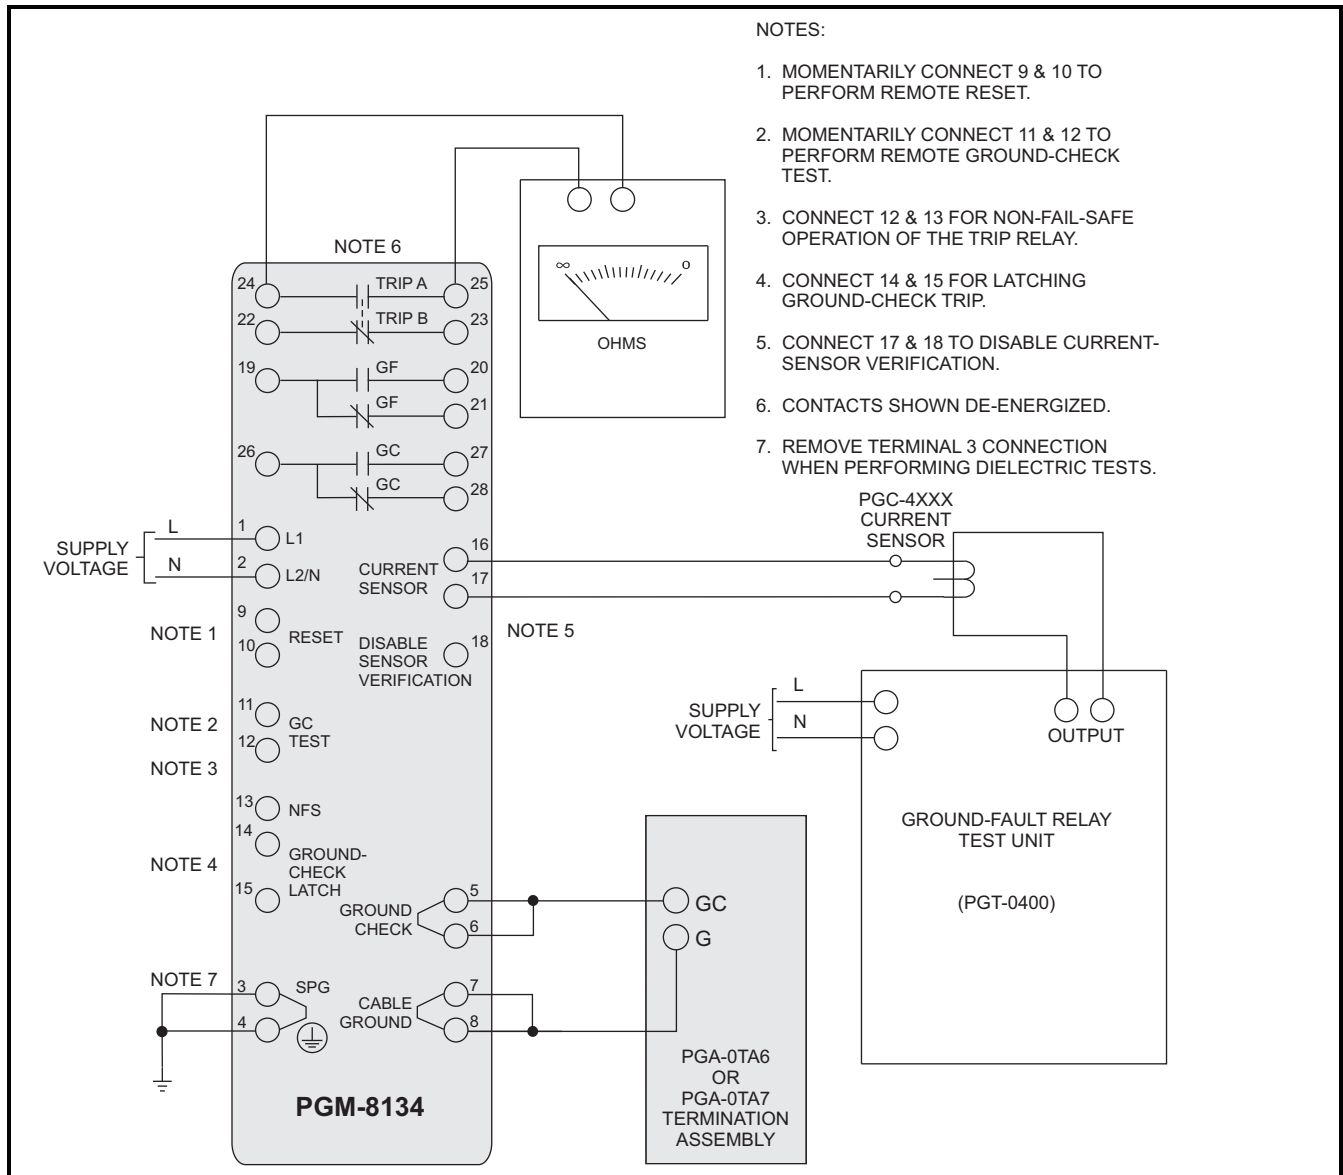 NOTES:
1. MOMENTARILY CONNECT 9 & 10 TO
PERFORM REMOTE RESET.
2. MOMENTARILY CONNECT 11 & 12 TO
PERFORM REMOTE GROUND-CHECK
TEST.
3. CONNECT 12 & 13 FOR NON-FAIL-SAFE
OPERATION OF THE TRIP RELAY.
4. CONNECT 14 & 15 FOR LATCHING
GROUND-CHECK TRIP.
5. CONNECT 17 & 18 TO DISABLE CURRENT-
SENSOR VERIFICATION.
6. CONTACTS SHOWN DE-ENERGIZED.
7. REMOVE TERMINAL 3 CONNECTION
WHEN PERFORMING DIELECTRIC TESTS.
NOTE 6
24 TRIP A 25
22 TRIP B 23
19 GF 20
GF 21
26 GC 27
GC 28
∞ 0
OHMS
SUPPLY
VOLTAGE
L 1 L1
N 2 L2/N
CURRENT
SENSOR
16
17
PGC-4XXX
CURRENT
SENSOR
NOTE 1
9
10
RESET
DISABLE
SENSOR
VERIFICATION
18
NOTE 5
NOTE 2
11
12
GC
TEST
NOTE 3
13 NFS
NOTE 4
14
15
GROUND-
CHECK
LATCH
GROUND
CHECK
5
6
NOTE 7
3
4
SPG
CABLE
GROUND
7
8
PGM-8134
GC
G
PGA-0TA6
OR
PGA-0TA7
TERMINATION
ASSEMBLY
SUPPLY
VOLTAGE
L
N
OUTPUT
GROUND-FAULT RELAY
TEST UNIT
(PGT-0400)